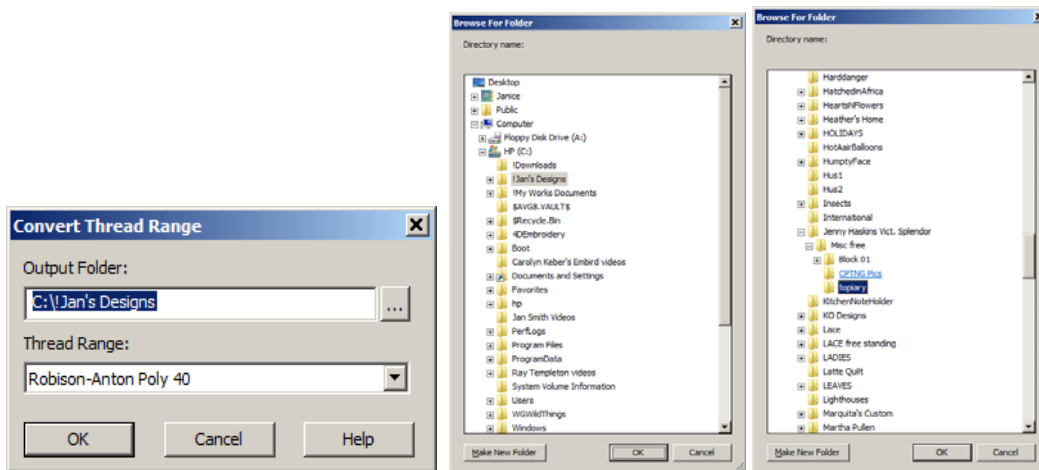 Convert Thread Range
Output Folder:
C:\!Jan's Designs
...
Thread Range:
Robison-Anton Poly 40
OK
Cancel
Help
Browse For Folder
Directory name:
Desktop
Janice
Public
Computer
Floppy Disk Drive (A:)
HP (C:)
!Downloads
!Jan's Designs
!My Works Documents
$AVG8.VAULT$
$Recycle.Bin
4DEmbroidery
Boot
Carolyn Keber's Embird videos
Documents and Settings
Favorites
hp
Jan Smith Videos
PerfLogs
Program Files
ProgramData
Ray Templeton videos
System Volume Information
Users
WGWildThings
Windows
Make New Folder
OK
Cancel
Browse For Folder
Directory name:
Harddanger
HatchedinAfrica
HeartsNFlowers
Heather's Home
HOLIDAYS
HotAirBalloons
HumptyFace
Hus1
Hus2
Insects
International
Jenny Haskins Vict. Splendor
Misc free
Block 01
CPTNG Pics
topiary
KitchenNoteHolder
KO Designs
Lace
LACE free standing
LADIES
Latte Quilt
LEAVES
Lighthouses
Marquita's Custom
Martha Pullen
Make New Folder
OK
Cancel